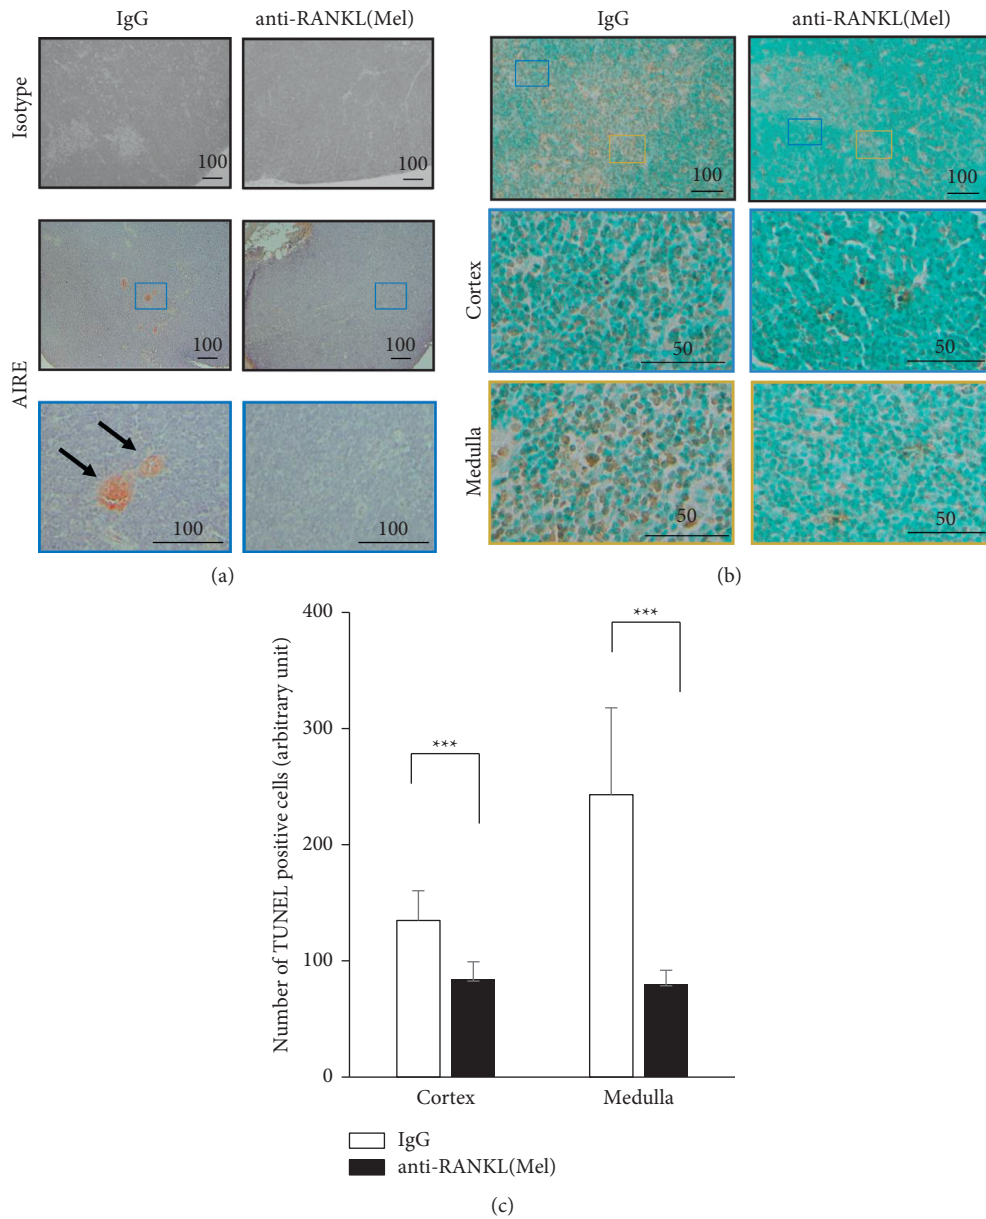 IgG anti-RANKL(Mel)
Isotype
100 100
AIRE
100 100
100 100
(a)
IgG anti-RANKL(Mel)
100 100
Cortex
50 50
Medulla
50 50
(b)
Number of TUNEL positive cells (arbitrary unit)
400
300
200
100
0
***
***
Cortex Medulla
IgG
anti-RANKL(Mel)
(c)